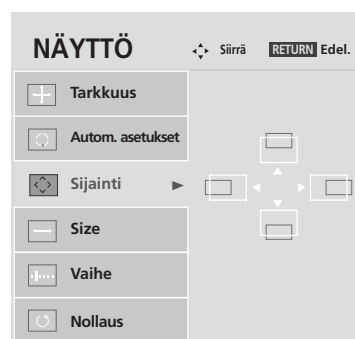 NÄYTTÖ Siirrä RETURN Edel.
Tarkkuus
Autom. asetukset
Sijainti
Size
Vaihe
Nollaus